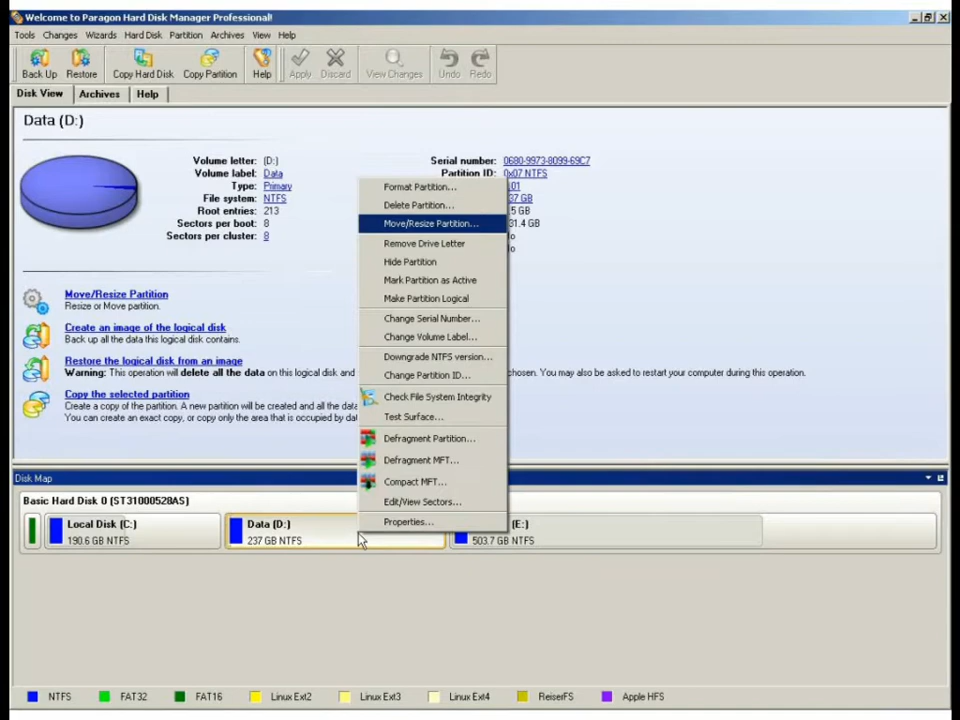 Welcome to Paragon Hard Disk Manager Professional!
Tools Changes Wizards Hard Disk Partition Archives View Help
Back Up Restore Copy Hard Disk Copy Partition Help Apply Discard View Changes Undo Redo
Disk View Archives Help
Data (D:)
Volume letter: (D:)
Volume label: Data
Type: Primary
File system: NTFS
Root entries: 213
Sectors per boot: 8
Sectors per cluster: 8
Serial number: 0680-9973-8099-69C7
Partition ID: 0x07 NTFS
.01
37 GB
.5 GB
31.4 GB
Move/Resize Partition
Resize or Move partition.
Create an image of the logical disk
Back up all the data this logical disk contains.
Restore the logical disk from an image
Warning: This operation will delete all the data on this logical disk and
chosen. You may also be asked to restart your computer during this operation.
Copy the selected partition
Create a copy of the partition. A new partition will be created and all the data
You can create an exact copy, or copy only the area that is occupied by dat
Format Partition...
Delete Partition...
Move/Resize Partition...
Remove Drive Letter
Hide Partition
Mark Partition as Active
Make Partition Logical
Change Serial Number...
Change Volume Label...
Downgrade NTFS version...
Change Partition ID...
Check File System Integrity
Test Surface...
Defragment Partition...
Defragment MFT...
Compact MFT...
Edit/View Sectors...
Properties...
Disk Map
Basic Hard Disk 0 (ST31000528AS)
Local Disk (C:)
190.6 GB NTFS
Data (D:)
237 GB NTFS
(E:)
503.7 GB NTFS
NTFS FAT32 FAT16 Linux Ext2 Linux Ext3 Linux Ext4 ReiserFS Apple HFS